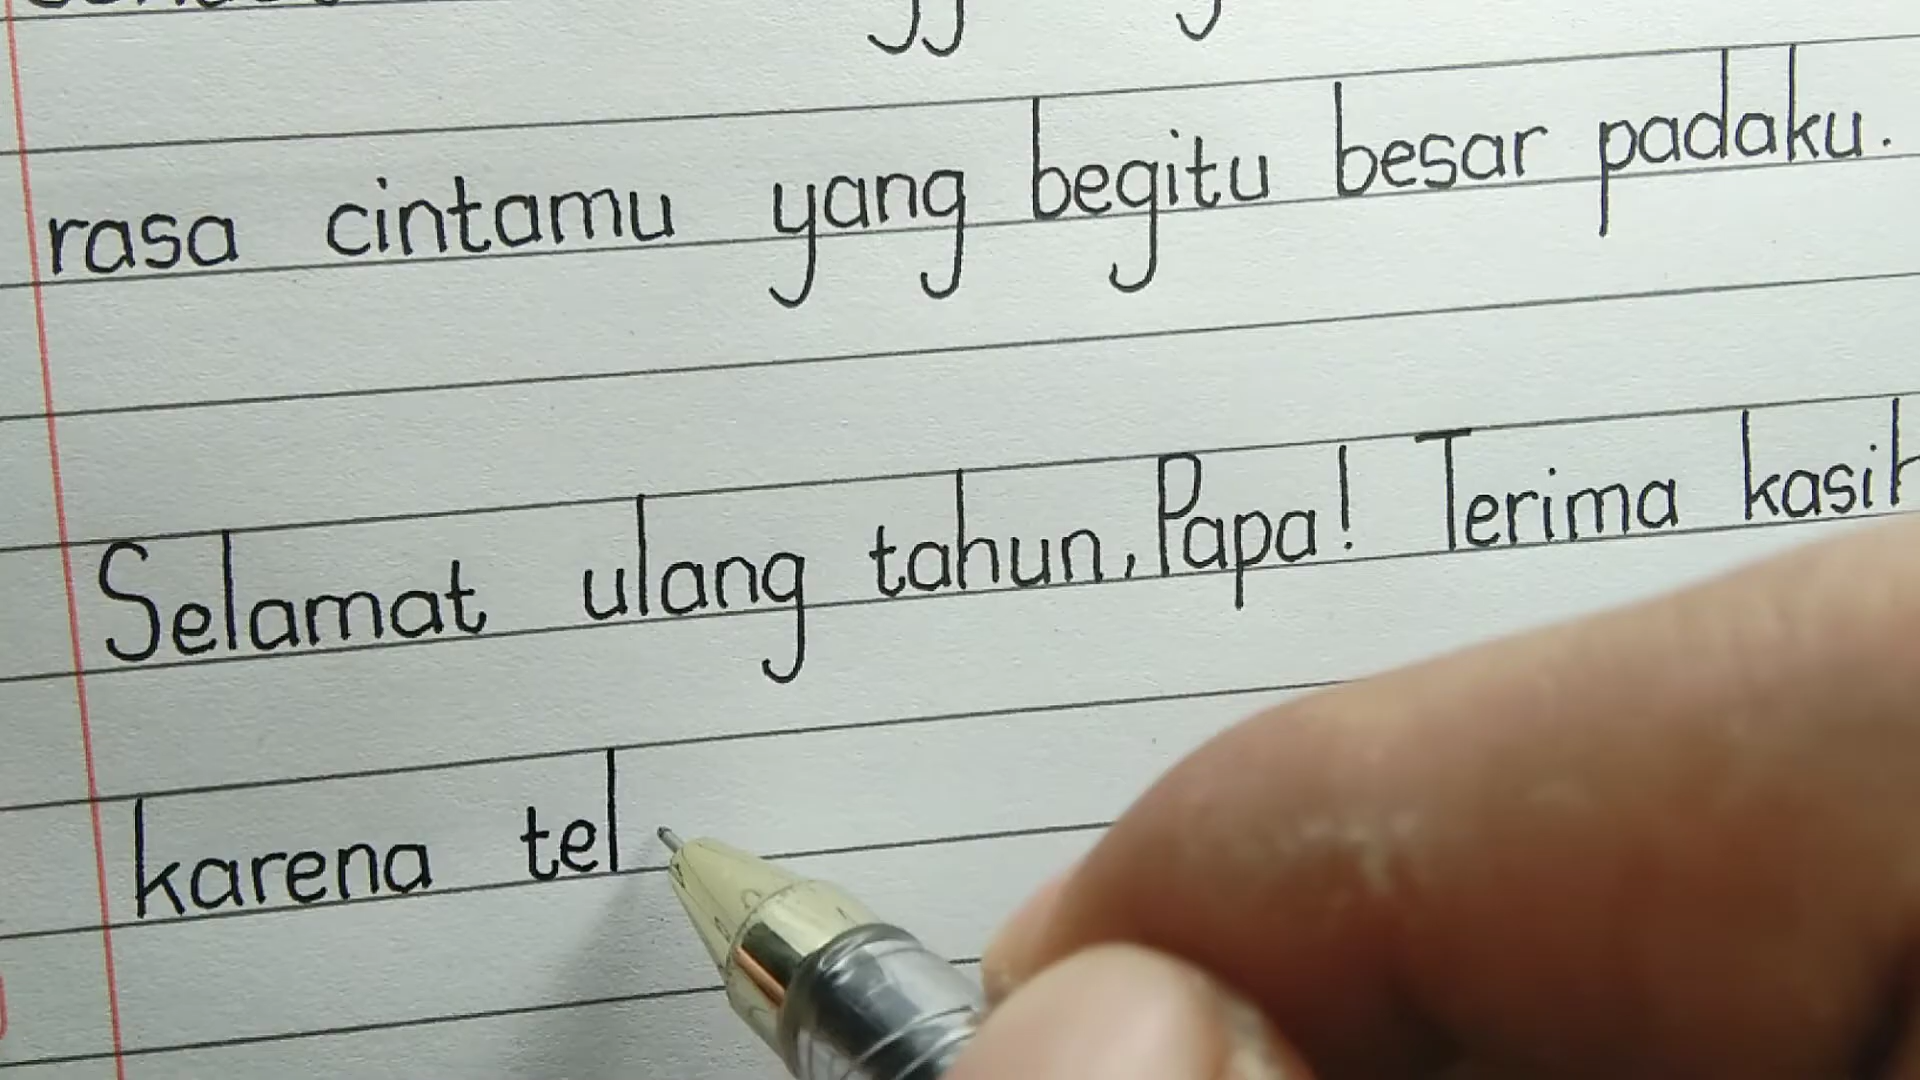 rasa cintamu yang begitu besar padaku.
Selamat ulang tahun, Papa! Terima kasih
karena tel